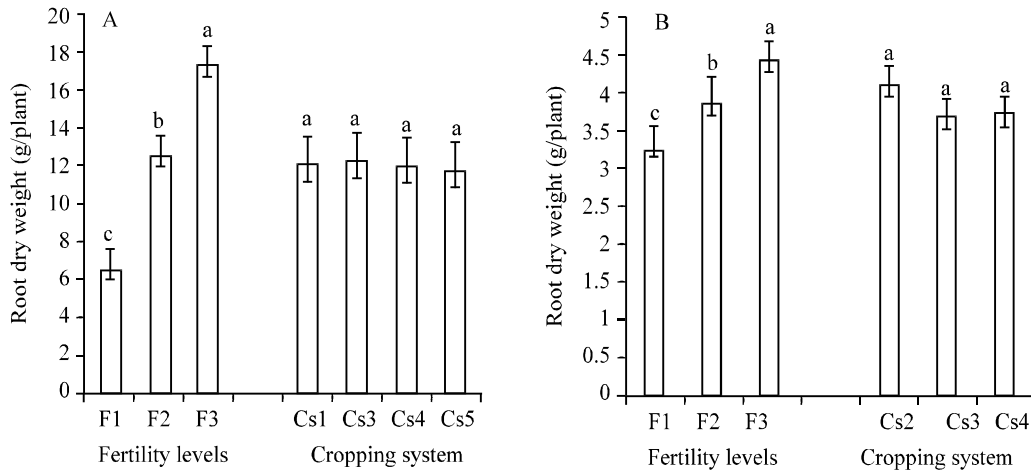 A
Root dry weight (g/plant)
20
18
16
14
12
10
8
6
4
2
0
c
b
a
a
a
a
a
F1 F2 F3 Cs1 Cs3 Cs4 Cs5
Fertility levels Cropping system
B
Root dry weight (g/plant)
5
4.5
4
3.5
3
2.5
2
1.5
1
0.5
0
c
b
a
a
a
a
F1 F2 F3 Cs2 Cs3 Cs4
Fertility levels Cropping system